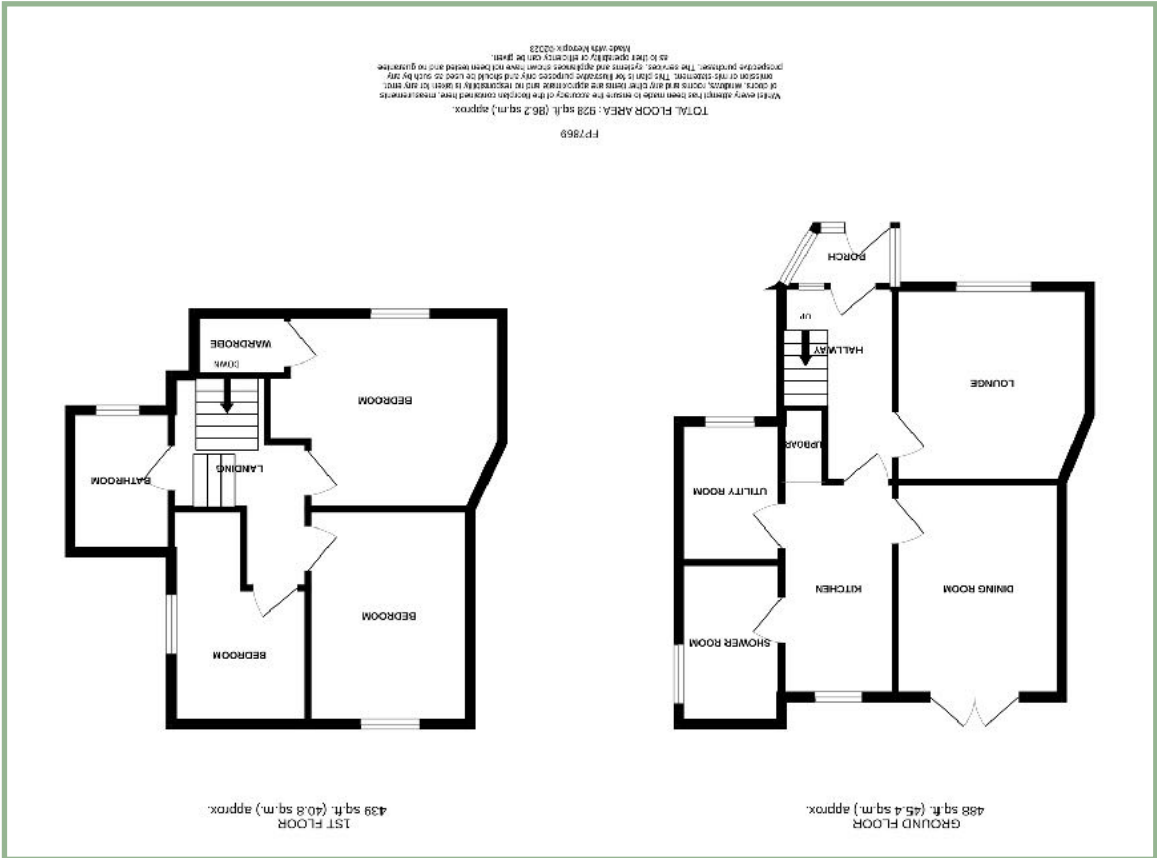 GROUND FLOOR
488 sq.ft. (45.4 sq.m.) approx.
1ST FLOOR
439 sq.ft. (40.8 sq.m.) approx.
DINING ROOM
KITCHEN
SHOWER ROOM
UTILITY ROOM
UPBOAR
LOUNGE
HALLWAY
UP
PORCH
BEDROOM
BEDROOM
BATHROOM
LANDING
BEDROOM
DOWN
WARDROBE
FP7869
TOTAL FLOOR AREA : 928 sq.ft. (86.2 sq.m.) approx.
Whilst every attempt has been made to ensure the accuracy of the floorplan contained here, measurements
of doors, windows, rooms and any other items are approximate and no responsibility is taken for any error,
omission or mis-statement. This plan is for illustrative purposes only and should be used as such by any
prospective purchaser. The services, systems and appliances shown have not been tested and no guarantee
as to their operability or efficiency can be given.
Made with Metropix ©2023